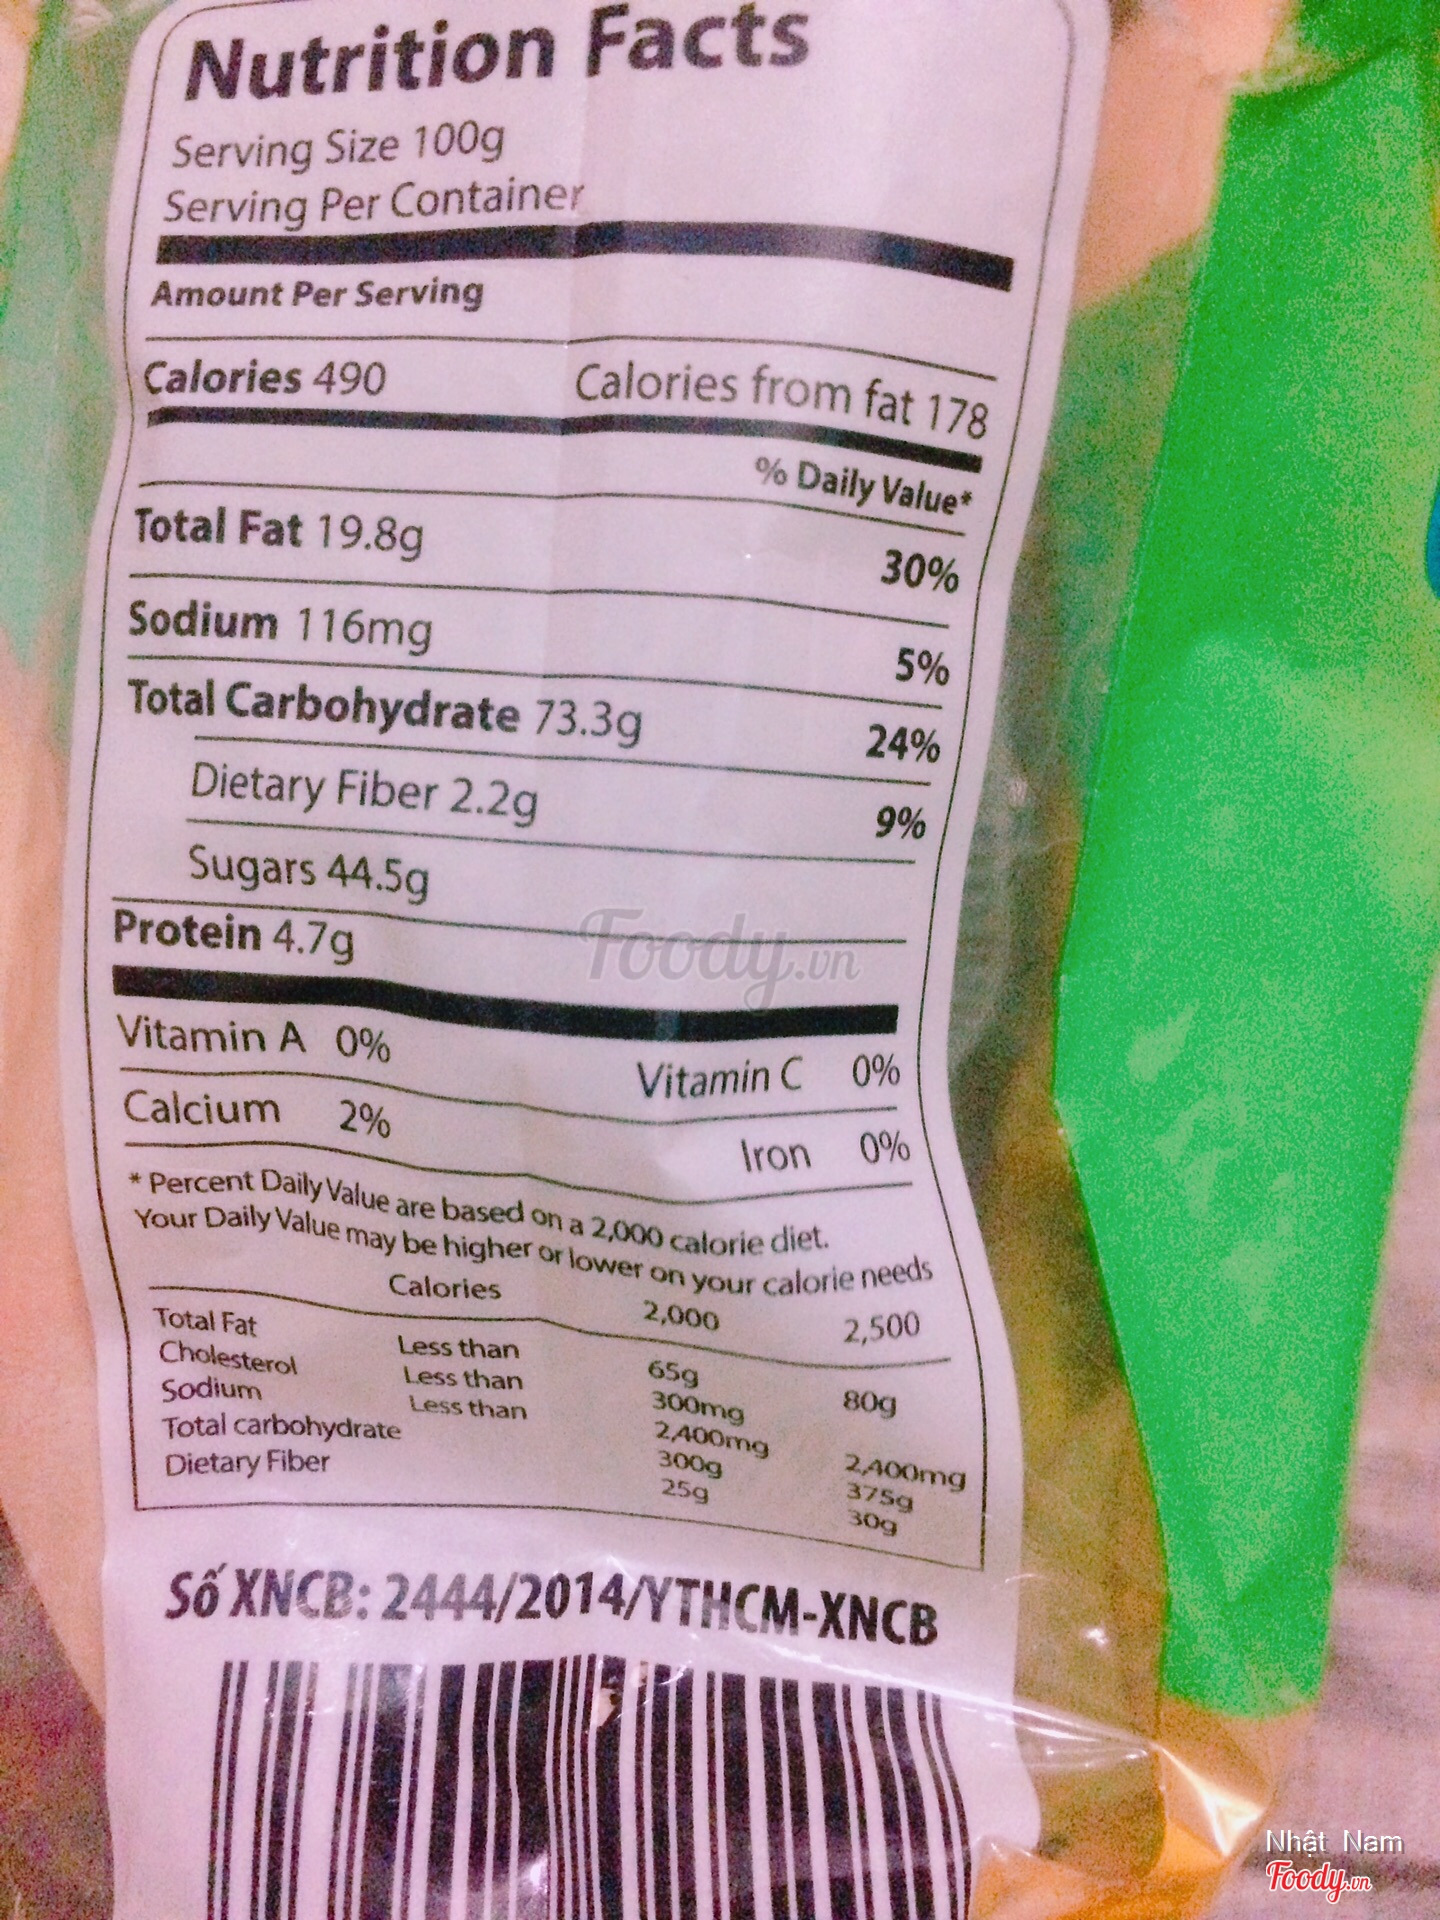 Nutrition Facts
Serving Size 100g
Serving Per Container
Amount Per Serving
Calories 490 Calories from fat 178
% Daily Value*
Total Fat 19.8g 30%
Sodium 116mg 5%
Total Carbohydrate 73.3g 24%
Dietary Fiber 2.2g 9%
Sugars 44.5g
Protein 4.7g
Foody.vn
Vitamin A 0% Vitamin C 0%
Calcium 2% Iron 0%
* Percent Daily Value are based on a 2,000 calorie diet.
Your Daily Value may be higher or lower on your calorie needs
Calories 2,000 2,500
Total Fat Less than 65g 80g
Cholesterol Less than 300mg
Sodium Less than 2,400mg 2,400mg
Total carbohydrate 300g 375g
Dietary Fiber 25g 30g
Số XNCB: 2444/2014/YTHCM-XNCB
Nhật Nam
Foody.vn